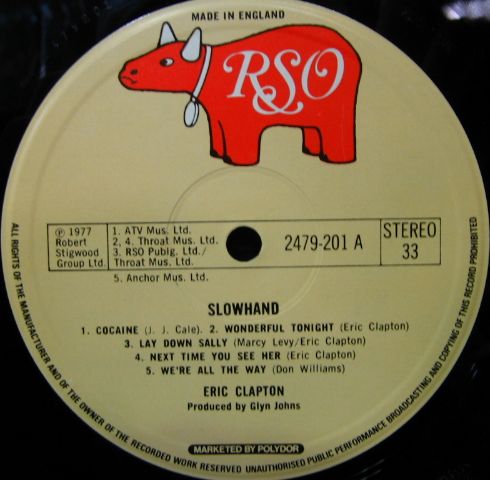 MADE IN ENGLAND
RSO
℗ 1977
Robert
Stigwood
Group Ltd.
1. ATV Mus. Ltd.
2, 4. Throat Mus. Ltd.
3. RSO Pubig. Ltd./
Throat Mus. Ltd.
5. Anchor Mus. Ltd.
2479-201 A
STEREO
33
SLOWHAND
1. COCAINE (J. J. Cale). 2. WONDERFUL TONIGHT (Eric Clapton)
3. LAY DOWN SALLY (Marcy Levy/Eric Clapton)
4. NEXT TIME YOU SEE HER (Eric Clapton)
5. WE'RE ALL THE WAY (Don Williams)
ERIC CLAPTON
Produced by Glyn Johns
MARKETED BY POLYDOR
ALL RIGHTS OF THE MANUFACTURER AND OF THE OWNER OF THE RECORDED WORK RESERVED UNAUTHORISED PUBLIC PERFORMANCE BROADCASTING AND COPYING OF THIS RECORD PROHIBITED